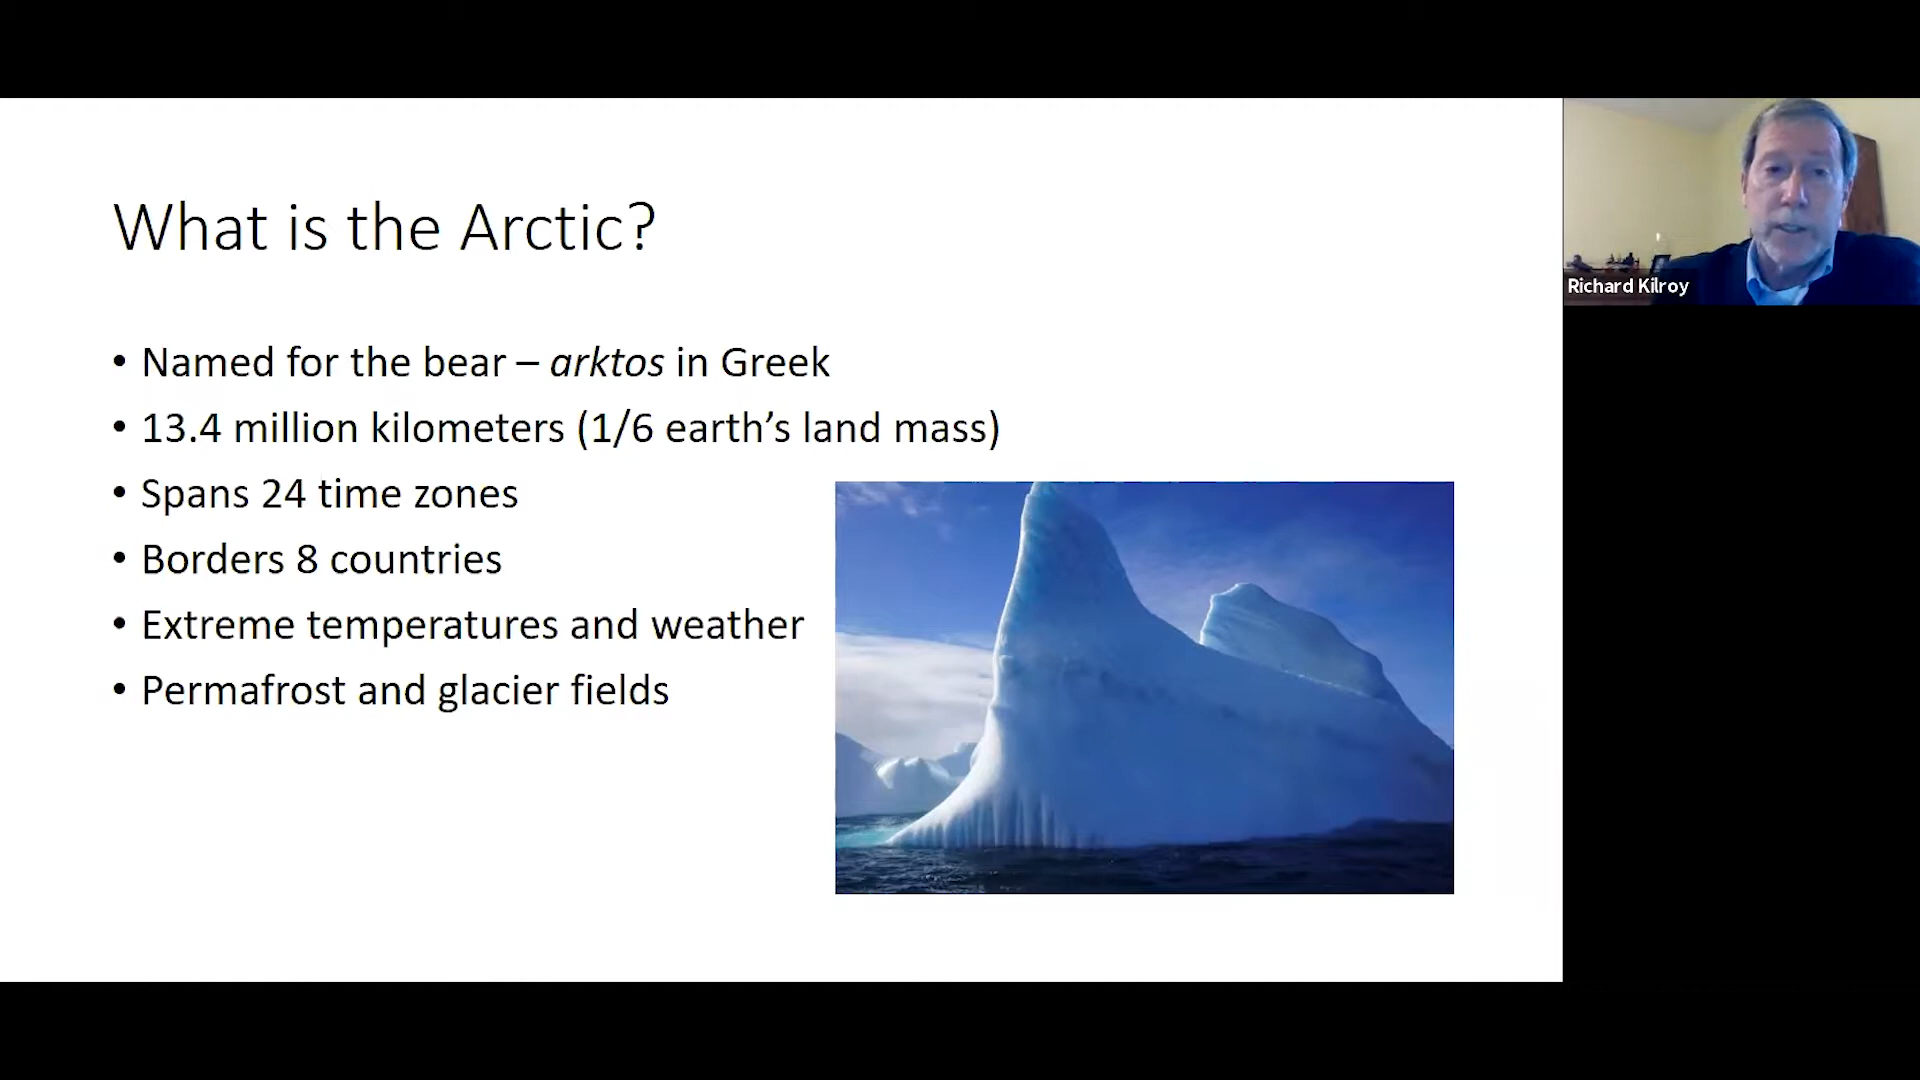 What is the Arctic?
• Named for the bear – arktos in Greek
• 13.4 million kilometers (1/6 earth’s land mass)
• Spans 24 time zones
• Borders 8 countries
• Extreme temperatures and weather
• Permafrost and glacier fields
Richard Kilroy